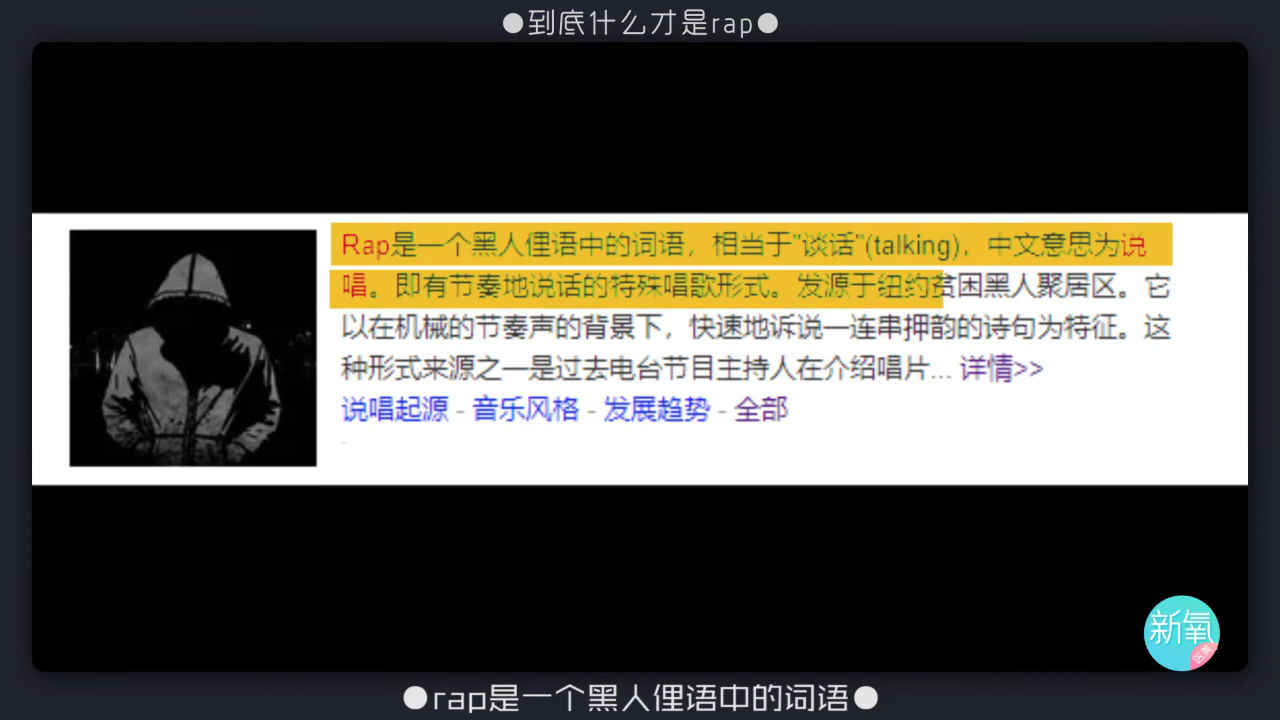 ●到底什么才是rap●
Rap是一个黑人俚语中的词语，相当于"谈话"(talking)，中文意思为说
唱。即有节奏地说话的特殊唱歌形式。发源于纽约贫困黑人聚居区。它
以在机械的节奏声的背景下，快速地诉说一连串押韵的诗句为特征。这
种形式来源之一是过去电台节目主持人在介绍唱片... 详情>>
说唱起源 - 音乐风格 - 发展趋势 - 全部
新氧
医美
●rap是一个黑人俚语中的词语●